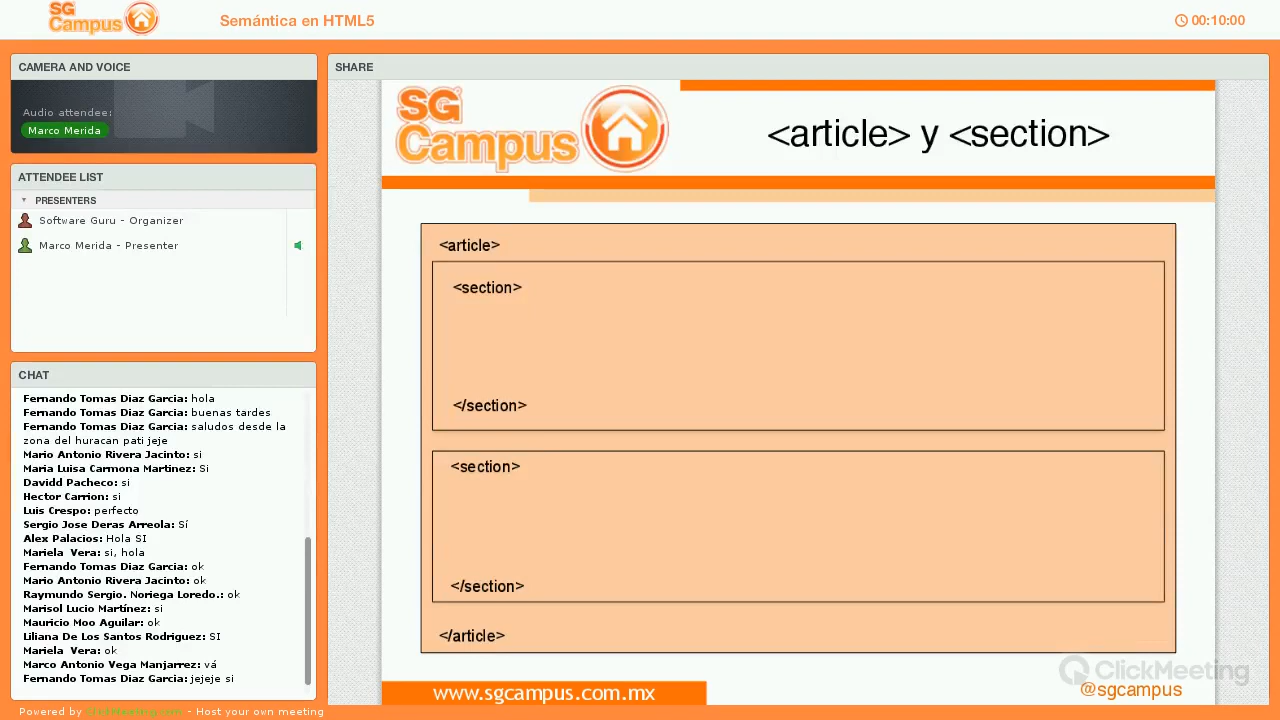 SG
Campus
Semántica en HTML5
00:10:00
CAMERA AND VOICE
Audio attendee:
Marco Merida
ATTENDEE LIST
PRESENTERS
Software Guru - Organizer
Marco Merida - Presenter
CHAT
Fernando Tomas Diaz Garcia: hola
Fernando Tomas Diaz Garcia: buenas tardes
Fernando Tomas Diaz Garcia: saludos desde la
zona del huracan pati jeje
Mario Antonio Rivera Jacinto: si
Maria Luisa Carmona Martinez: Si
Davidd Pacheco: si
Hector Carrion: si
Luis Crespo: perfecto
Sergio Jose Deras Arreola: Sí
Alex Palacios: Hola SI
Mariela Vera: si, hola
Fernando Tomas Diaz Garcia: ok
Mario Antonio Rivera Jacinto: ok
Raymundo Sergio. Noriega Loredo.: ok
Marisol Lucio Martínez: si
Mauricio Moo Aguilar: ok
Liliana De Los Santos Rodriguez: SI
Mariela Vera: ok
Marco Antonio Vega Manjarrez: vá
Fernando Tomas Diaz Garcia: jejeje si
Powered by ClickMeeting.com - Host your own meeting
SHARE
SG
Campus
<article> y <section>
<article>
<section>
</section>
<section>
</section>
</article>
www.sgcampus.com.mx
ClickMeeting
@sgcampus